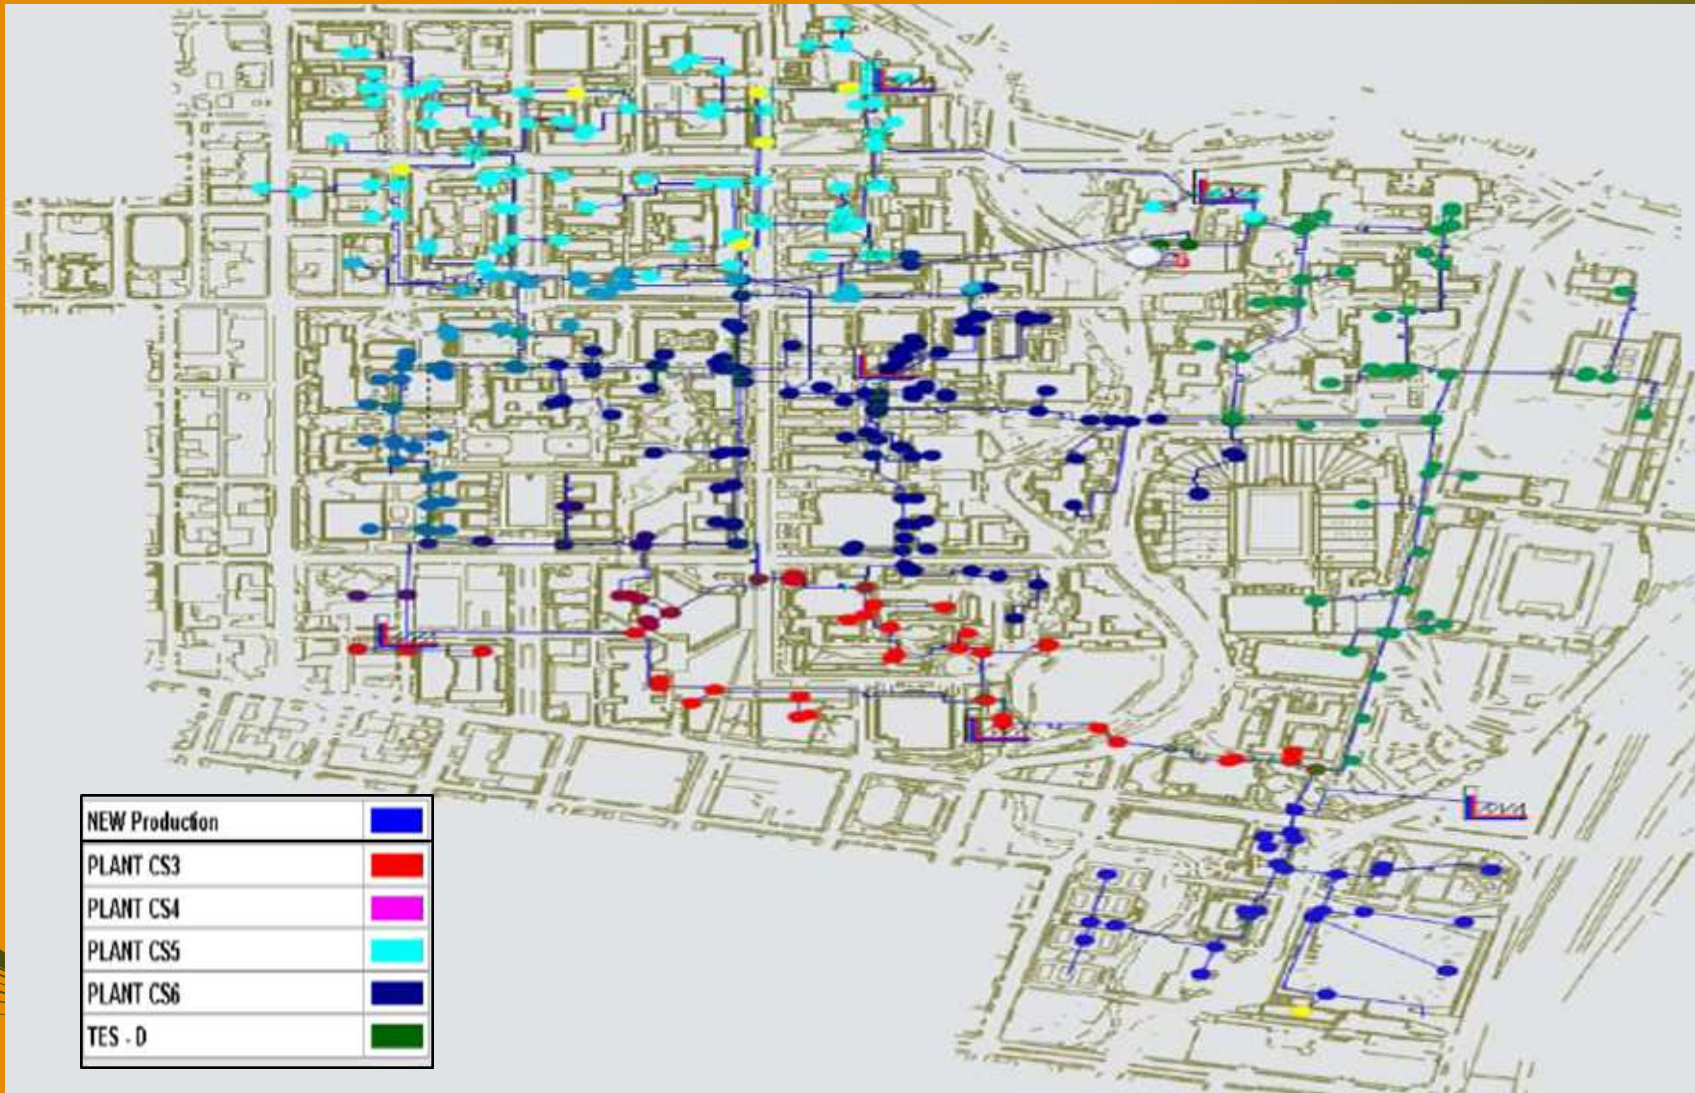 NEW Production
PLANT CS3
PLANT CS4
PLANT CS5
PLANT CS6
TES - D